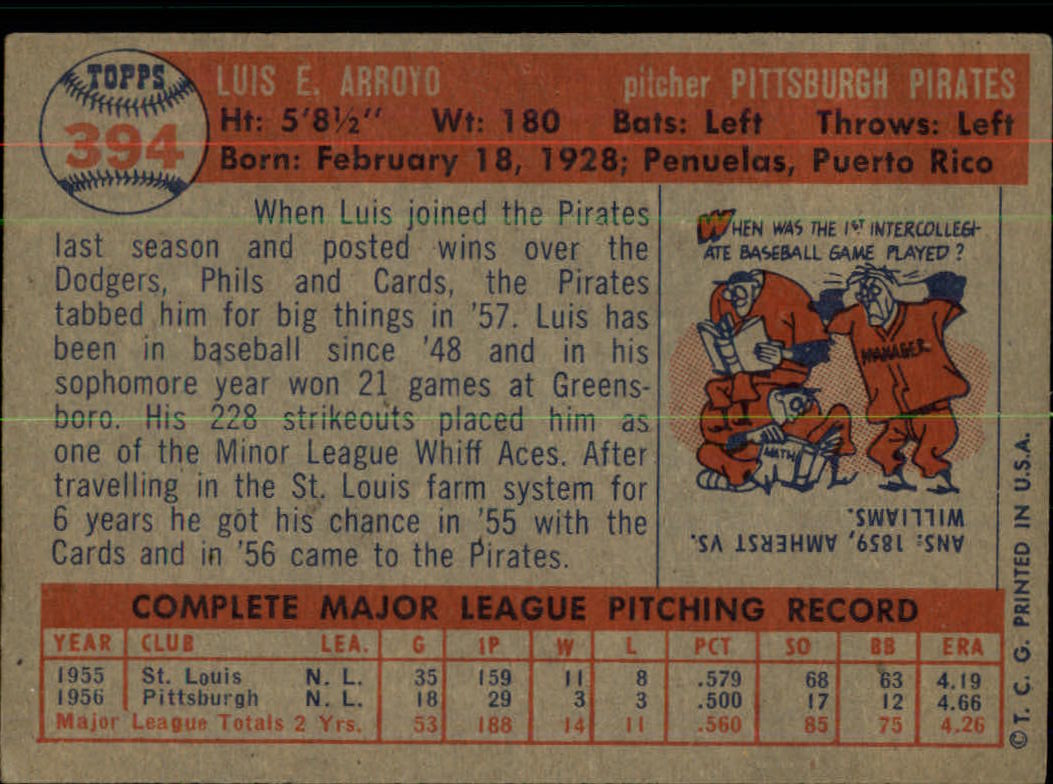 TOPPS
394
LUIS E. ARROYO pitcher PITTSBURGH PIRATES
Ht: 5'8½" Wt: 180 Bats: Left Throws: Left
Born: February 18, 1928; Penuelas, Puerto Rico
When Luis joined the Pirates
last season and posted wins over the
Dodgers, Phils and Cards, the Pirates
tabbed him for big things in '57. Luis has
been in baseball since '48 and in his
sophomore year won 21 games at Greens-
boro. His 228 strikeouts placed him as
one of the Minor League Whiff Aces. After
travelling in the St. Louis farm system for
6 years he got his chance in '55 with the
Cards and in '56 came to the Pirates.
WHEN WAS THE 1ST INTERCOLLEGI-
ATE BASEBALL GAME PLAYED?
MANAGER
MATH
ANS: 1859, AMHERST VS.
WILLIAMS.
COMPLETE MAJOR LEAGUE PITCHING RECORD
YEAR CLUB LEA. G IP W L PCT SO BB ERA
1955 St. Louis N. L. 35 159 11 8 .579 68 63 4.19
1956 Pittsburgh N. L. 18 29 3 3 .500 17 12 4.66
Major League Totals 2 Yrs. 53 188 14 11 .560 85 75 4.26
© T. C. G. PRINTED IN U.S.A.